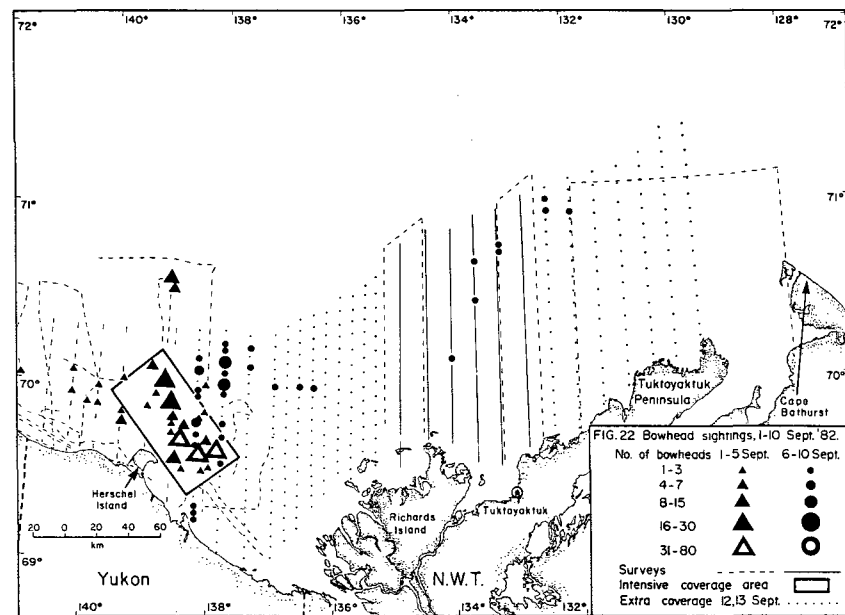 72°
140°
138°
136°
134°
132°
130°
128°
72°
71°
71°
70°
70°
69°
Tuktoyaktuk
Peninsula
Cape
Bathurst
Herschel
Island
20 0 20 40 60
km
Yukon
Richards
Island
Tuktoyaktuk
N.W.T.
140°
138°
136°
134°
132°
FIG. 22 Bowhead sightings, 1-10 Sept. '82.
No. of bowheads 1-5 Sept. 6-10 Sept.
1-3
4-7
8-15
16-30
31-80
Surveys
Intensive coverage area
Extra coverage 12,13 Sept.